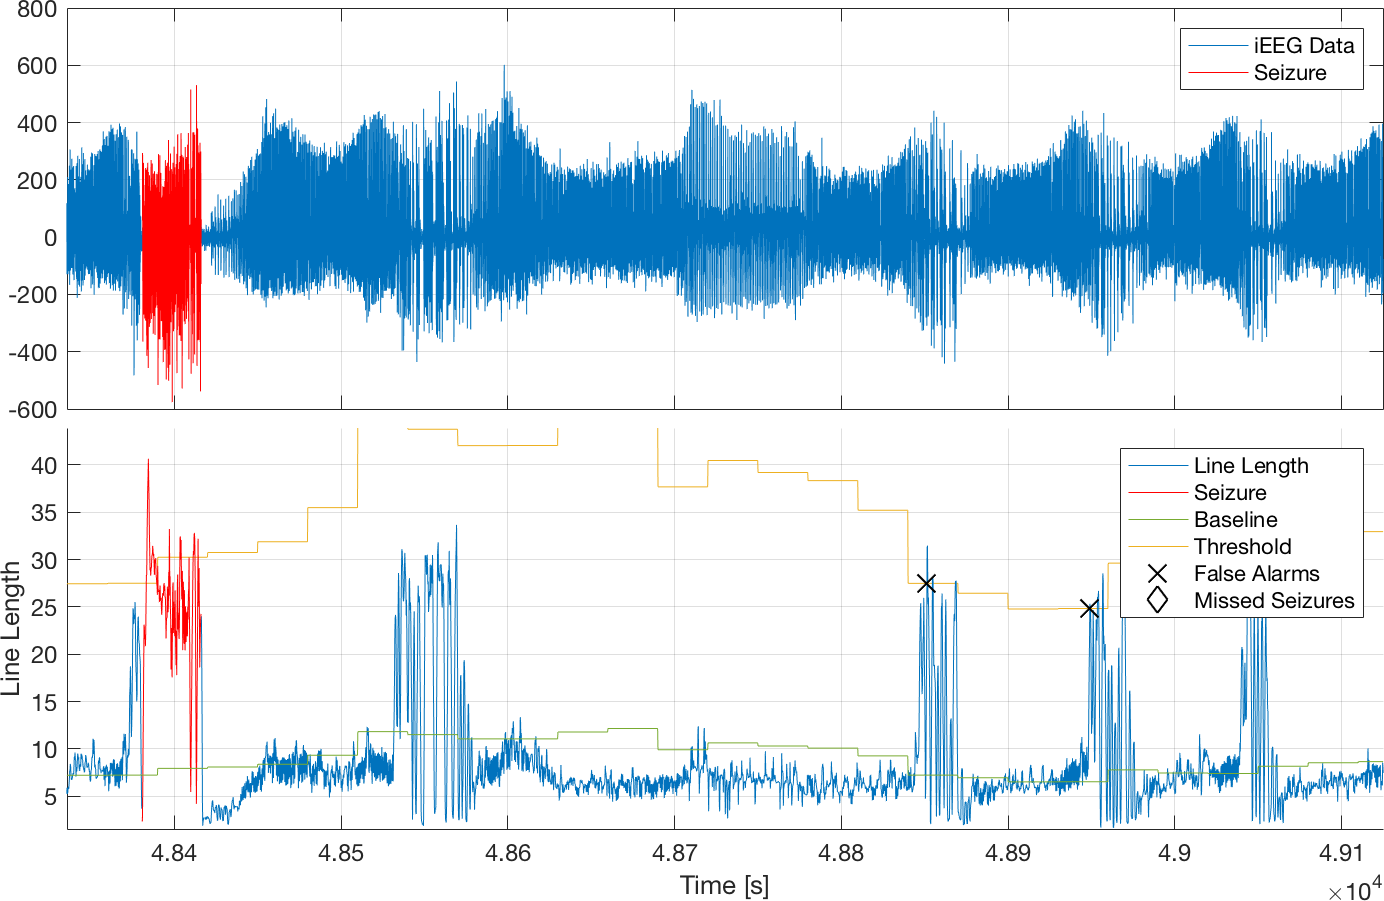 800
600
400
200
0
-200
-400
-600
iEEG Data
Seizure
40
35
30
25
20
15
10
5
Line Length
Line Length
Seizure
Baseline
Threshold
False Alarms
Missed Seizures
4.84 4.85 4.86 4.87 4.88 4.89 4.9 4.91
Time [s]
×10⁴